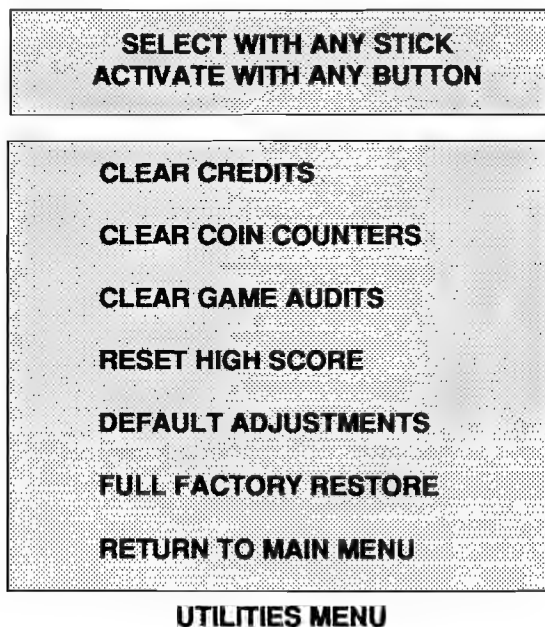 SELECT WITH ANY STICK
ACTIVATE WITH ANY BUTTON
CLEAR CREDITS
CLEAR COIN COUNTERS
CLEAR GAME AUDITS
RESET HIGH SCORE
DEFAULT ADJUSTMENTS
FULL FACTORY RESTORE
RETURN TO MAIN MENU
UTILITIES MENU